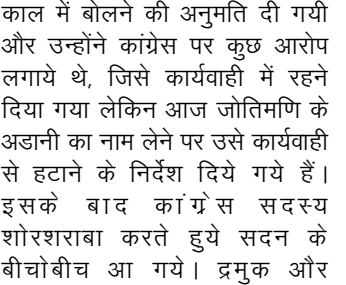 काल में बोलने की अनुमति दी गयी
और उन्होंने कांग्रेस पर कुछ आरोप
लगाये थे, जिसे कार्यवाही में रहने
दिया गया लेकिन आज जोतिमणि के
अडानी का नाम लेने पर उसे कार्यवाही
से हटाने के निर्देश दिये गये हैं।
इसके बाद कांग्रेस सदस्य
शोरशराबा करते हुये सदन के
बीचोबीच आ गये। द्रमुक और